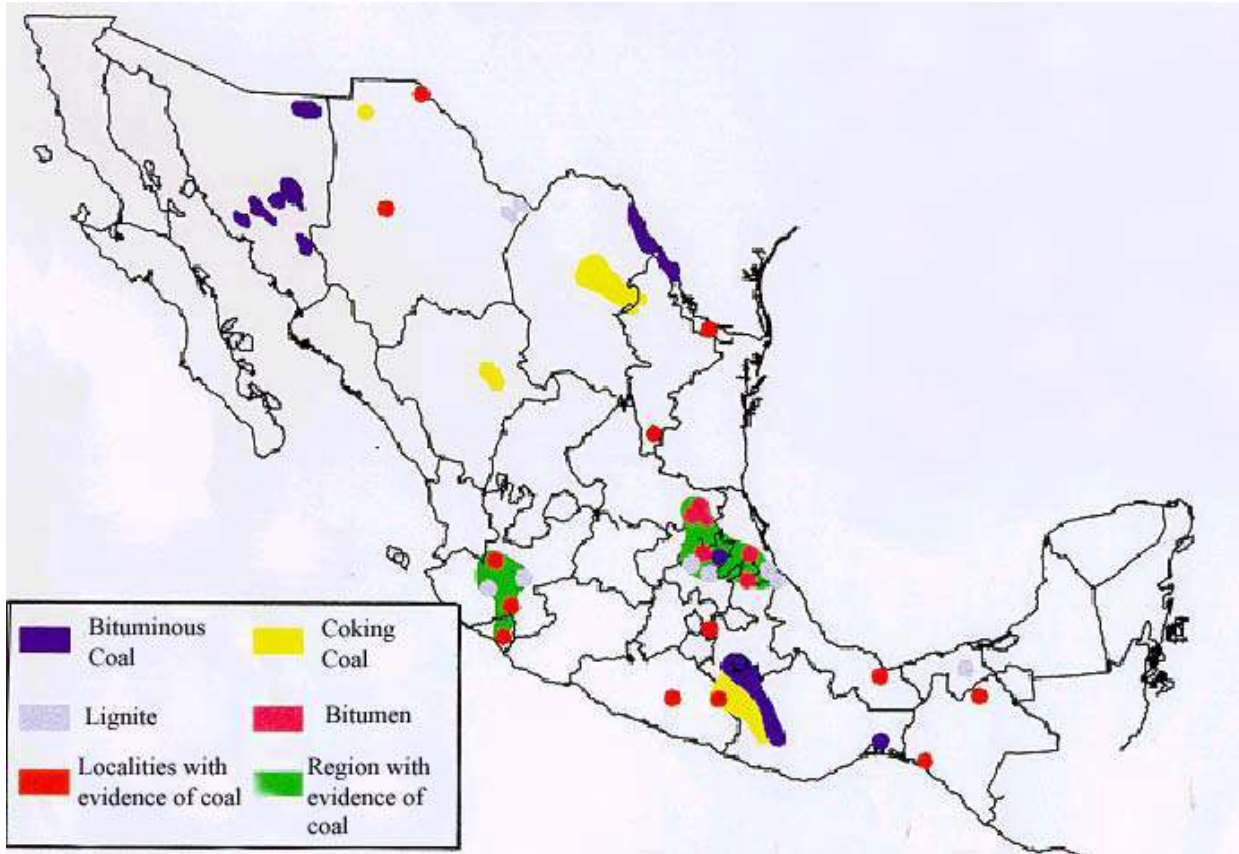 Bituminous
Coal
Coking
Coal
Lignite
Bitumen
Localities with
evidence of coal
Region with
evidence of
coal